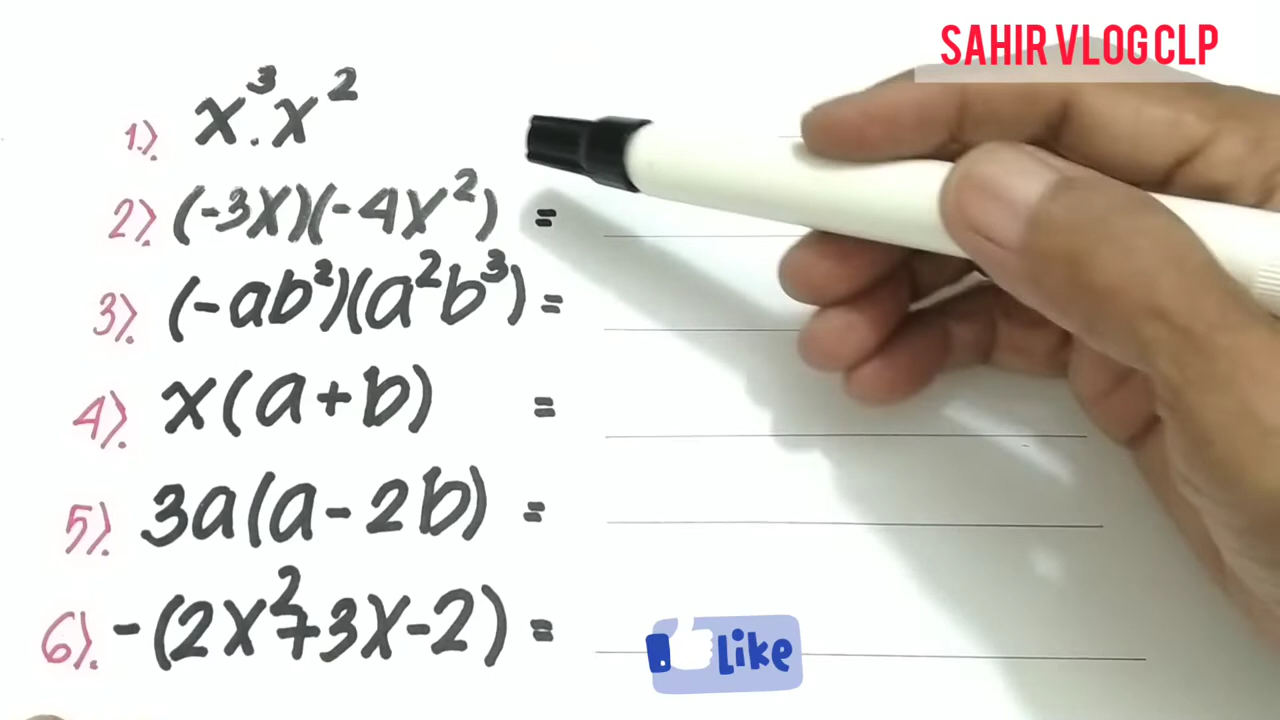 SAHIR VLOG CLP
1). x³.x²
2). (-3x)(-4x²) =
3). (-ab²)(a²b³) =
4). x(a+b) =
5). 3a(a-2b) =
6). -(2x²+3x-2) =
Like